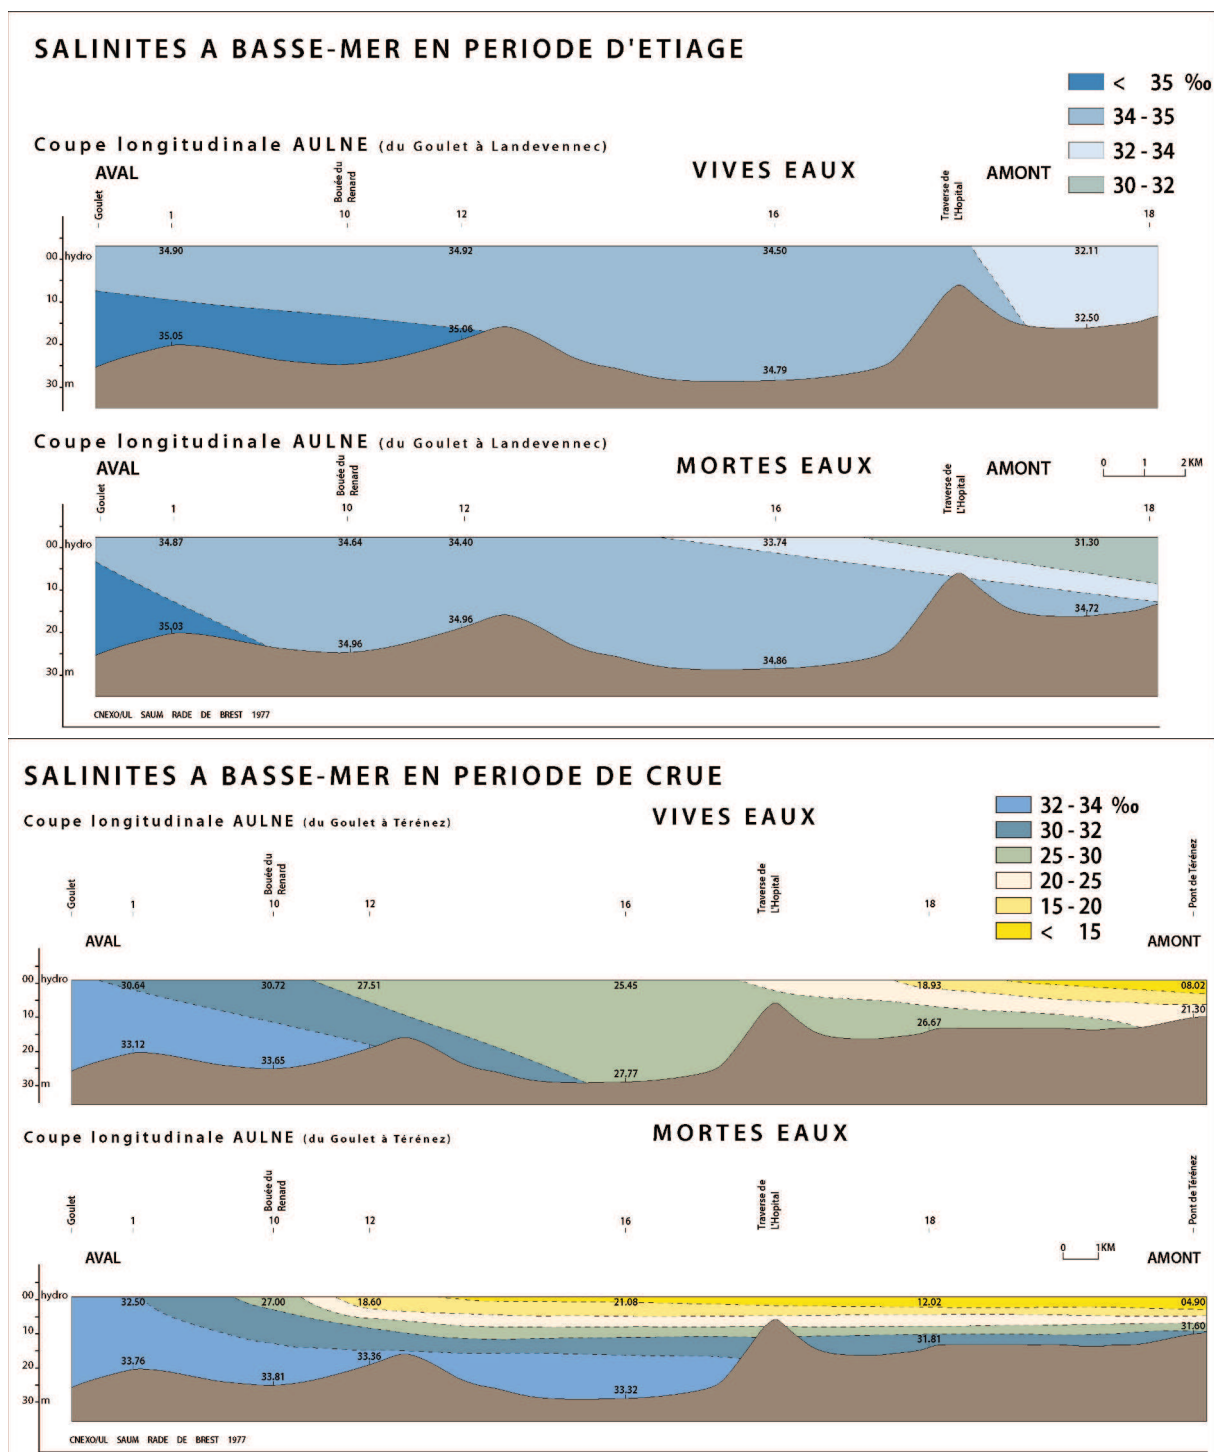 SALINITES A BASSE-MER EN PERIODE D'ETIAGE
< 35 ‰
34 - 35
32 - 34
30 - 32
Coupe longitudinale AULNE (du Goulet à Landevennec)
VIVES EAUX
AVAL
AMONT
Goulet
1
Bouée du Renard
10
12
16
Traverse de L'Hopital
18
00 hydro
10
20
30 m
34.90
34.92
34.50
32.11
35.05
35.06
34.79
32.50
Coupe longitudinale AULNE (du Goulet à Landevennec)
MORTES EAUX
AVAL
AMONT
0 1 2 KM
Goulet
1
Bouée du Renard
10
12
16
Traverse de L'Hopital
18
00 hydro
10
20
30 m
34.87
34.64
34.40
33.74
31.30
35.03
34.96
34.96
34.86
34.72
CNEXO/UL SAUM RADE DE BREST 1977
SALINITES A BASSE-MER EN PERIODE DE CRUE
32 - 34 ‰
30 - 32
25 - 30
20 - 25
15 - 20
< 15
Coupe longitudinale AULNE (du Goulet à Térénez)
VIVES EAUX
Goulet
1
Bouée du Renard
10
12
16
Traverse de L'Hopital
18
Pont de Térénez
AVAL
AMONT
00 hydro
10
20
30 m
30.64
30.72
27.51
25.45
18.93
08.02
33.12
33.65
27.77
26.67
21.30
Coupe longitudinale AULNE (du Goulet à Térénez)
MORTES EAUX
Goulet
1
Bouée du Renard
10
12
16
Traverse de L'Hopital
18
Pont de Térénez
0 1KM
AVAL
AMONT
00 hydro
10
20
30 m
32.50
27.00
18.60
21.08
12.02
04.90
33.76
33.81
33.36
33.32
31.81
31.60
CNEXO/UL SAUM RADE DE BREST 1977